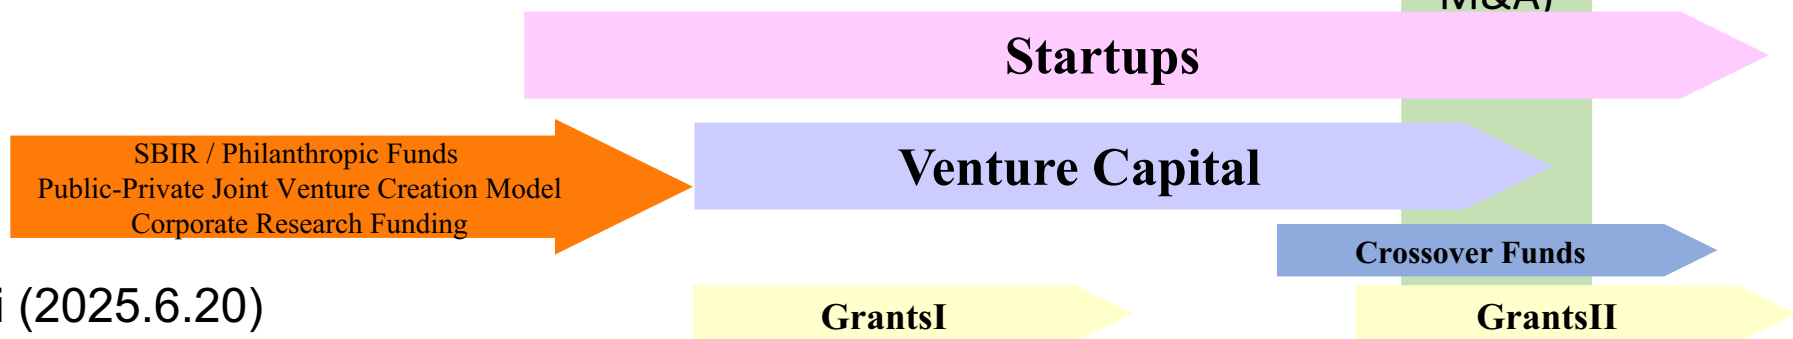 M&A)
Startups
SBIR / Philanthropic Funds
Public-Private Joint Venture Creation Model
Corporate Research Funding
Venture Capital
Crossover Funds
(2025.6.20)
GrantsI
GrantsII